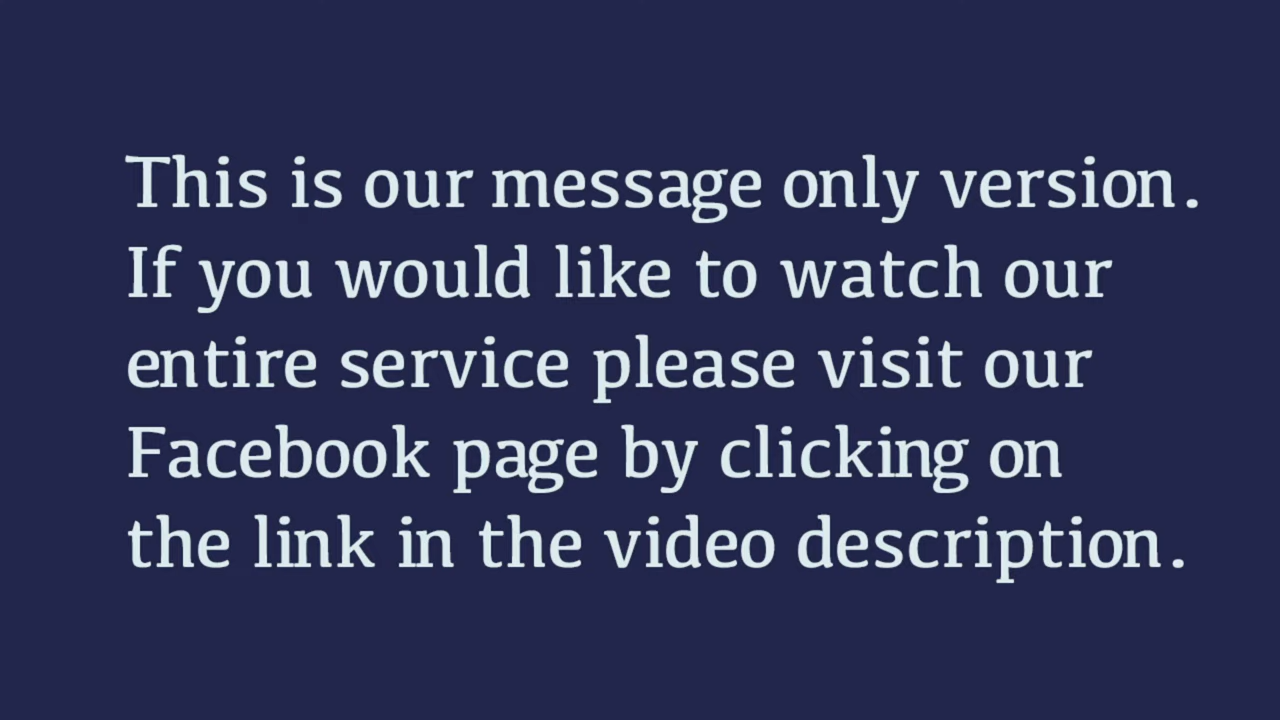 This is our message only version.
If you would like to watch our
entire service please visit our
Facebook page by clicking on
the link in the video description.